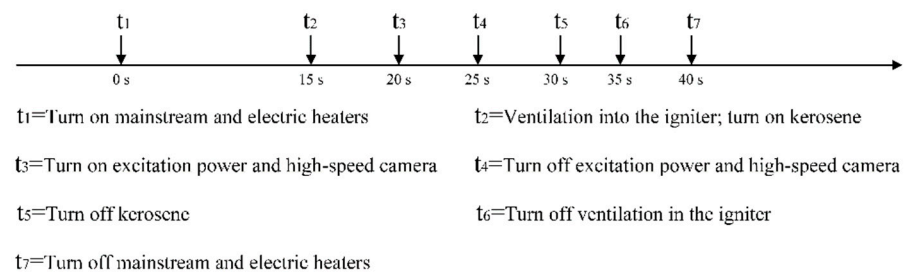 t1 t2 t3 t4 t5 t6 t7
0 s 15 s 20 s 25 s 30 s 35 s 40 s
t1=Turn on mainstream and electric heaters t2=Ventilation into the igniter; turn on kerosene
t3=Turn on excitation power and high-speed camera t4=Turn off excitation power and high-speed camera
t5=Turn off kerosene t6=Turn off ventilation in the igniter
t7=Turn off mainstream and electric heaters